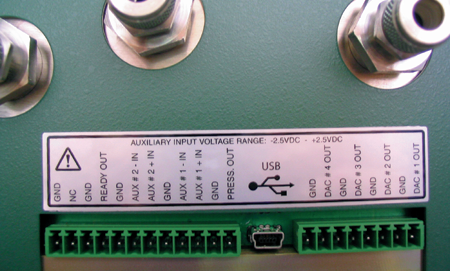 AUXILIARY INPUT VOLTAGE RANGE: -2.5VDC - +2.5VDC
GND
NC
GND
READY OUT
GND
AUX # 2 - IN
AUX # 2 + IN
GND
AUX # 1 - IN
AUX # 1 + IN
GND
PRESS. OUT
USB
GND
DAC # 4 OUT
GND
DAC # 3 OUT
GND
DAC # 2 OUT
GND
DAC # 1 OUT